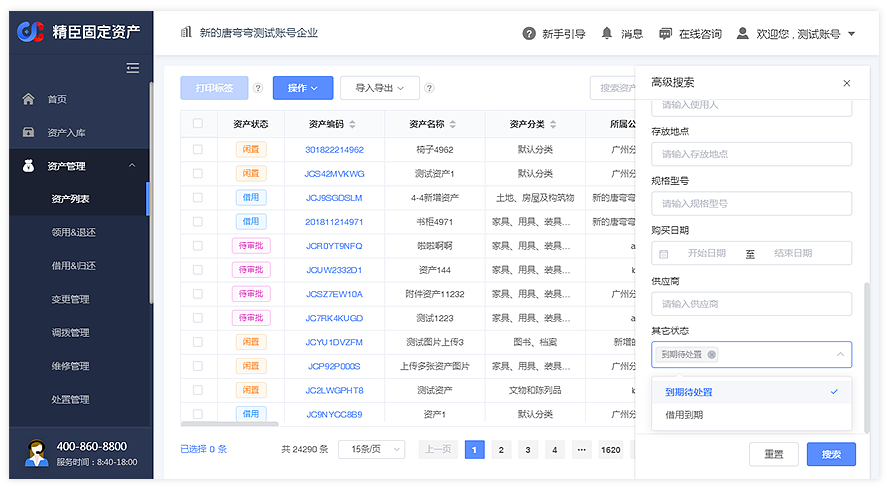 精臣固定资产
新的唐弯弯测试账号企业
新手引导 消息 在线咨询 欢迎您 , 测试账号
首页
资产入库
资产管理
资产列表
领用&退还
借用&归还
变更管理
调拨管理
维修管理
处置管理
400-860-8800
服务时间：8:40-18:00
打印标签 ? 操作 导入导出 ? 搜索资产
资产状态 资产编码 资产名称 资产分类 所属公
闲置 301822214962 椅子4962 默认分类 广州分
闲置 JCS42MVKWG 测试资产1 默认分类 广州分
借用 JCJ9SGDSLM 4-4新增资产 土地、房屋及构筑物 新的唐弯弯
借用 201811214971 书柜4971 家具、用具、装具... 新的唐弯弯
待审批 JCR0YT9NFQ 啦啦啊啊 家具、用具、装具...
待审批 JCUW2332D1 资产144 家具、用具、装具...
待审批 JCSZ7EW10A 附件资产11232 家具、用具、装具... 广州分
待审批 JC7RK4KUGD 测试1223 家具、用具、装具... 广州分
闲置 JCYU1DVZFM 测试图片上传3 图书、档案 新增的
闲置 JCP92P000S 上传多张资产图片 家具、用具、装具... 广州分
闲置 JC2LWGPHT8 测试资产 文物和陈列品
借用 JC9NYCC8B9 资产1 默认分类 广州分
已选择 0 条 共 24290 条 15条/页 上一页 1 2 3 4 ••• 1620
高级搜索
请输入使用人
存放地点
请输入存放地点
规格型号
请输入规格型号
购买日期
开始日期 至 结束日期
供应商
请输入供应商
其它状态
到期待处置
到期待处置
借用到期
重置 搜索